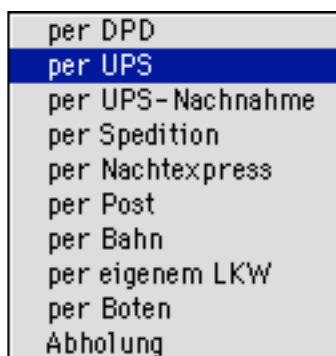 per DPD
per UPS
per UPS-Nachnahme
per Spedition
per Nachtexpress
per Post
per Bahn
per eigenem LKW
per Boten
Abholung